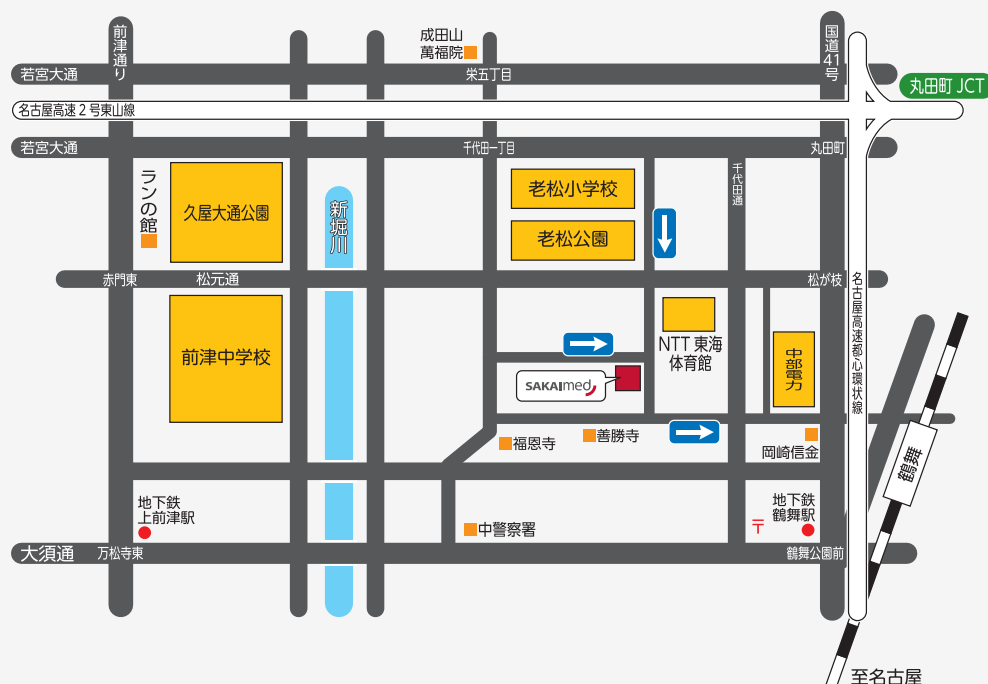 前津通り
成田山
萬福院
国道41号
若宮大通
栄五丁目
丸田町 JCT
名古屋高速 2 号東山線
若宮大通
千代田一丁目
丸田町
ランの館
久屋大通公園
新堀川
老松小学校
老松公園
千代田通
赤門東
松元通
松が枝
名古屋高速都心環状線
前津中学校
NTT 東海
体育館
中部電力
SAKAImed
福恩寺
善勝寺
岡崎信金
鶴舞
地下鉄
上前津駅
中警察署
〒
地下鉄
鶴舞駅
大須通
万松寺東
鶴舞公園前
至名古屋